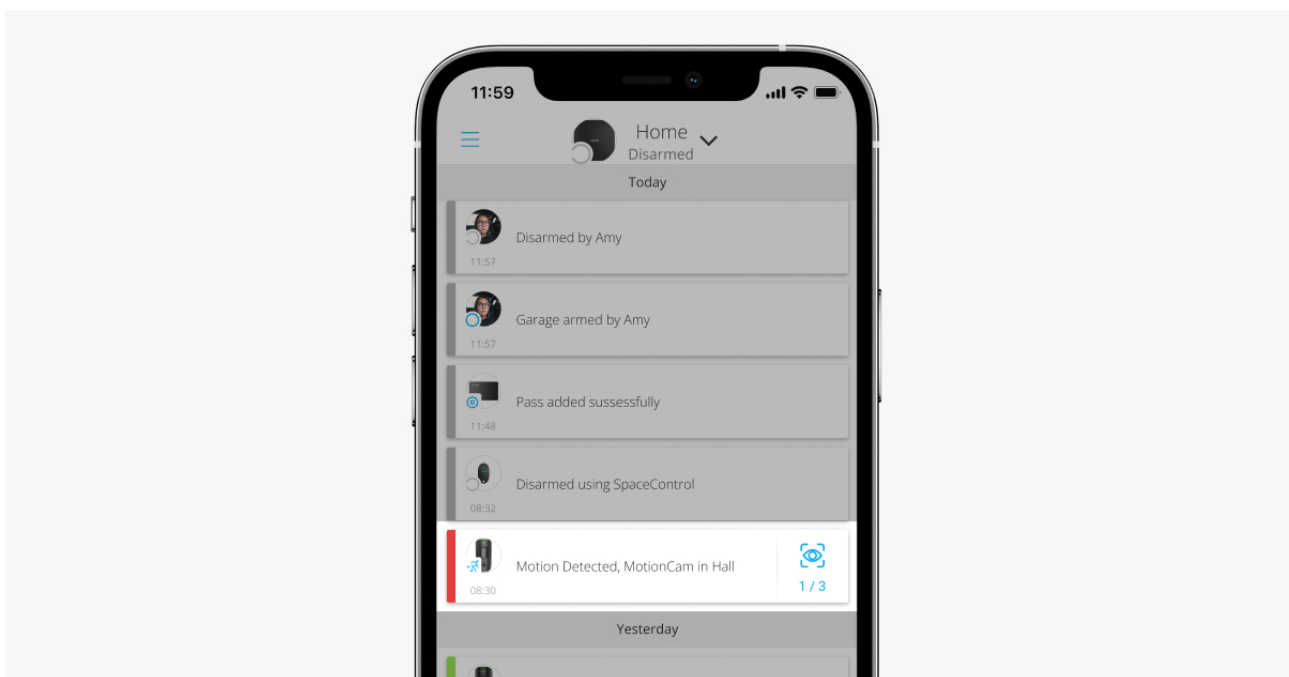 11:59
Home
Disarmed
Today
Disarmed by Amy
11:57
Garage armed by Amy
11:57
Pass added sussessfully
11:48
Disarmed using SpaceControl
08:32
Motion Detected, MotionCam in Hall
1 / 3
08:30
Yesterday